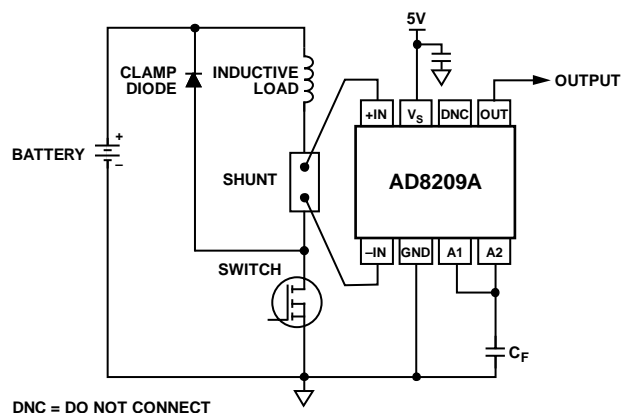 5V
CLAMP
DIODE
INDUCTIVE
LOAD
OUTPUT
+IN
VS
DNC
OUT
BATTERY
+
–
SHUNT
AD8209A
–IN
GND
A1
A2
SWITCH
CF
DNC = DO NOT CONNECT